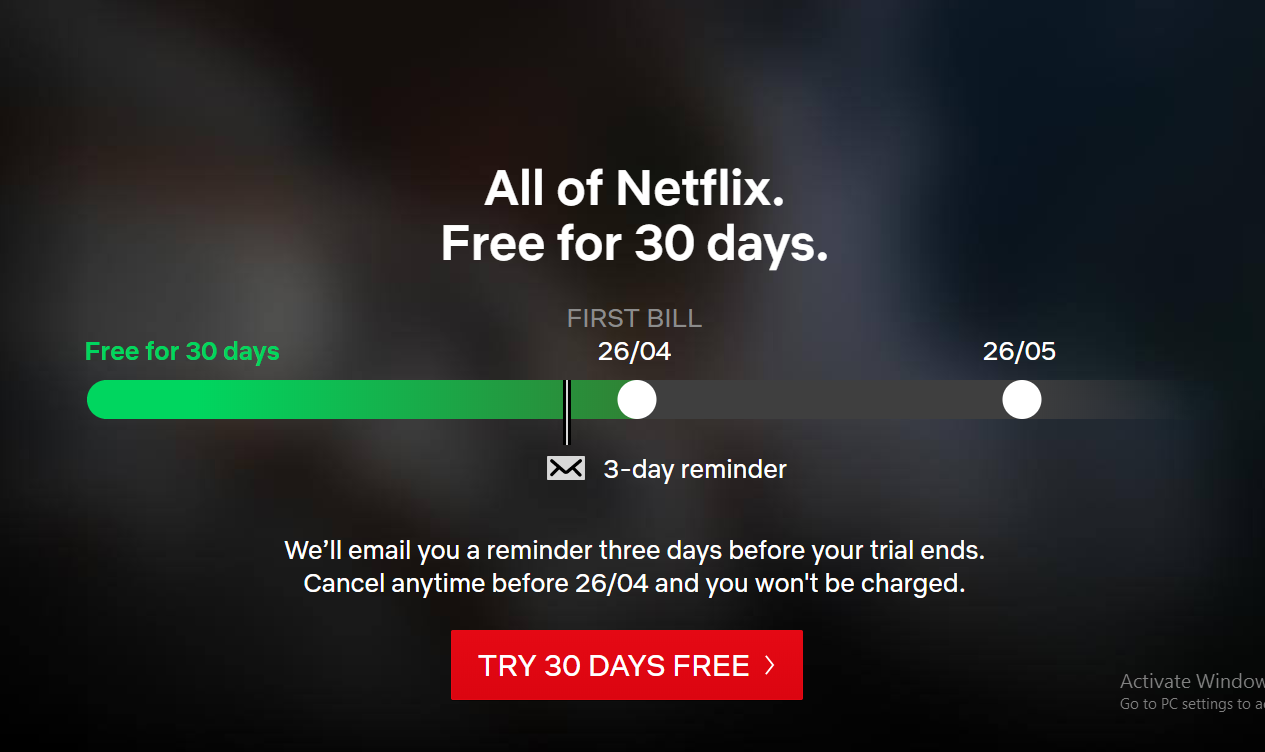 All of Netflix.
Free for 30 days.
FIRST BILL
Free for 30 days
26/04
26/05
3-day reminder
We’ll email you a reminder three days before your trial ends.
Cancel anytime before 26/04 and you won't be charged.
TRY 30 DAYS FREE
Activate Window
Go to PC settings to a